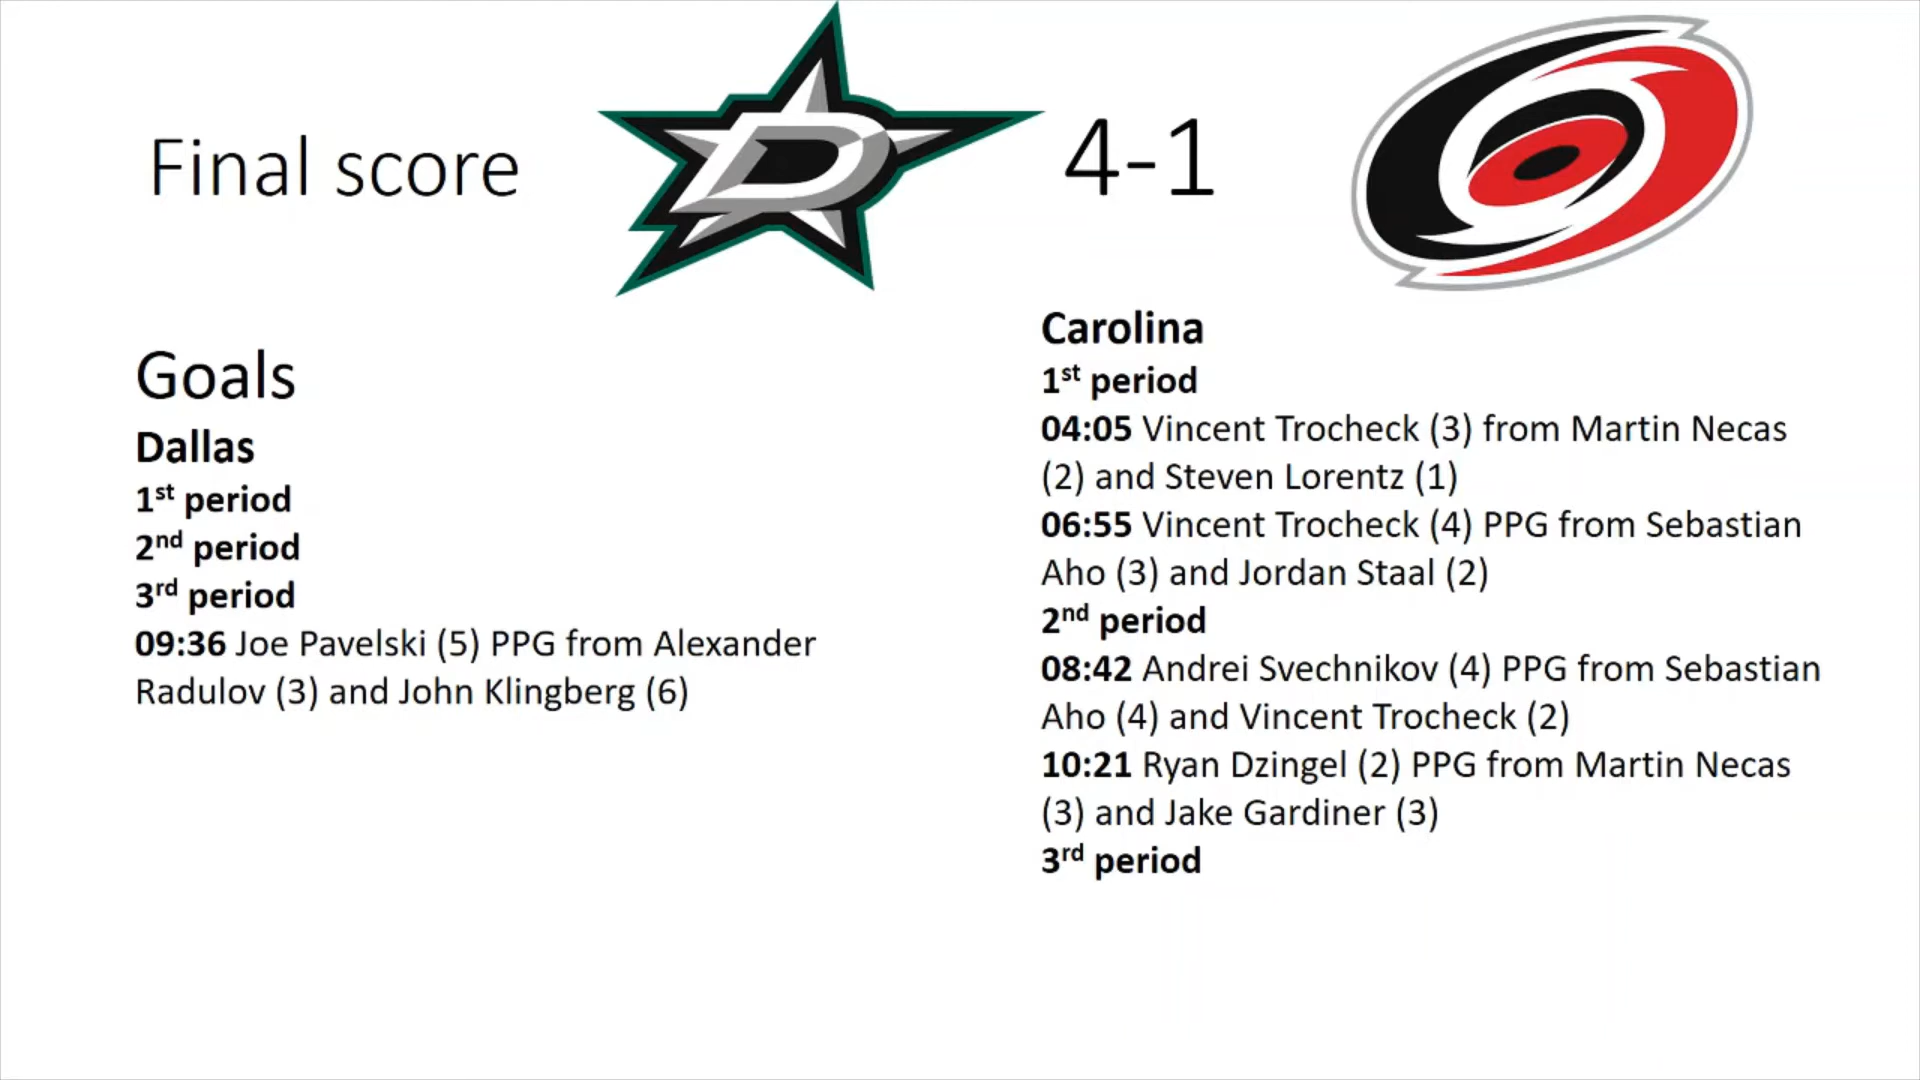 Final score
D
4-1
Goals
Dallas
1st period
2nd period
3rd period
09:36 Joe Pavelski (5) PPG from Alexander
Radulov (3) and John Klingberg (6)
Carolina
1st period
04:05 Vincent Trocheck (3) from Martin Necas
(2) and Steven Lorentz (1)
06:55 Vincent Trocheck (4) PPG from Sebastian
Aho (3) and Jordan Staal (2)
2nd period
08:42 Andrei Svechnikov (4) PPG from Sebastian
Aho (4) and Vincent Trocheck (2)
10:21 Ryan Dzingel (2) PPG from Martin Necas
(3) and Jake Gardiner (3)
3rd period